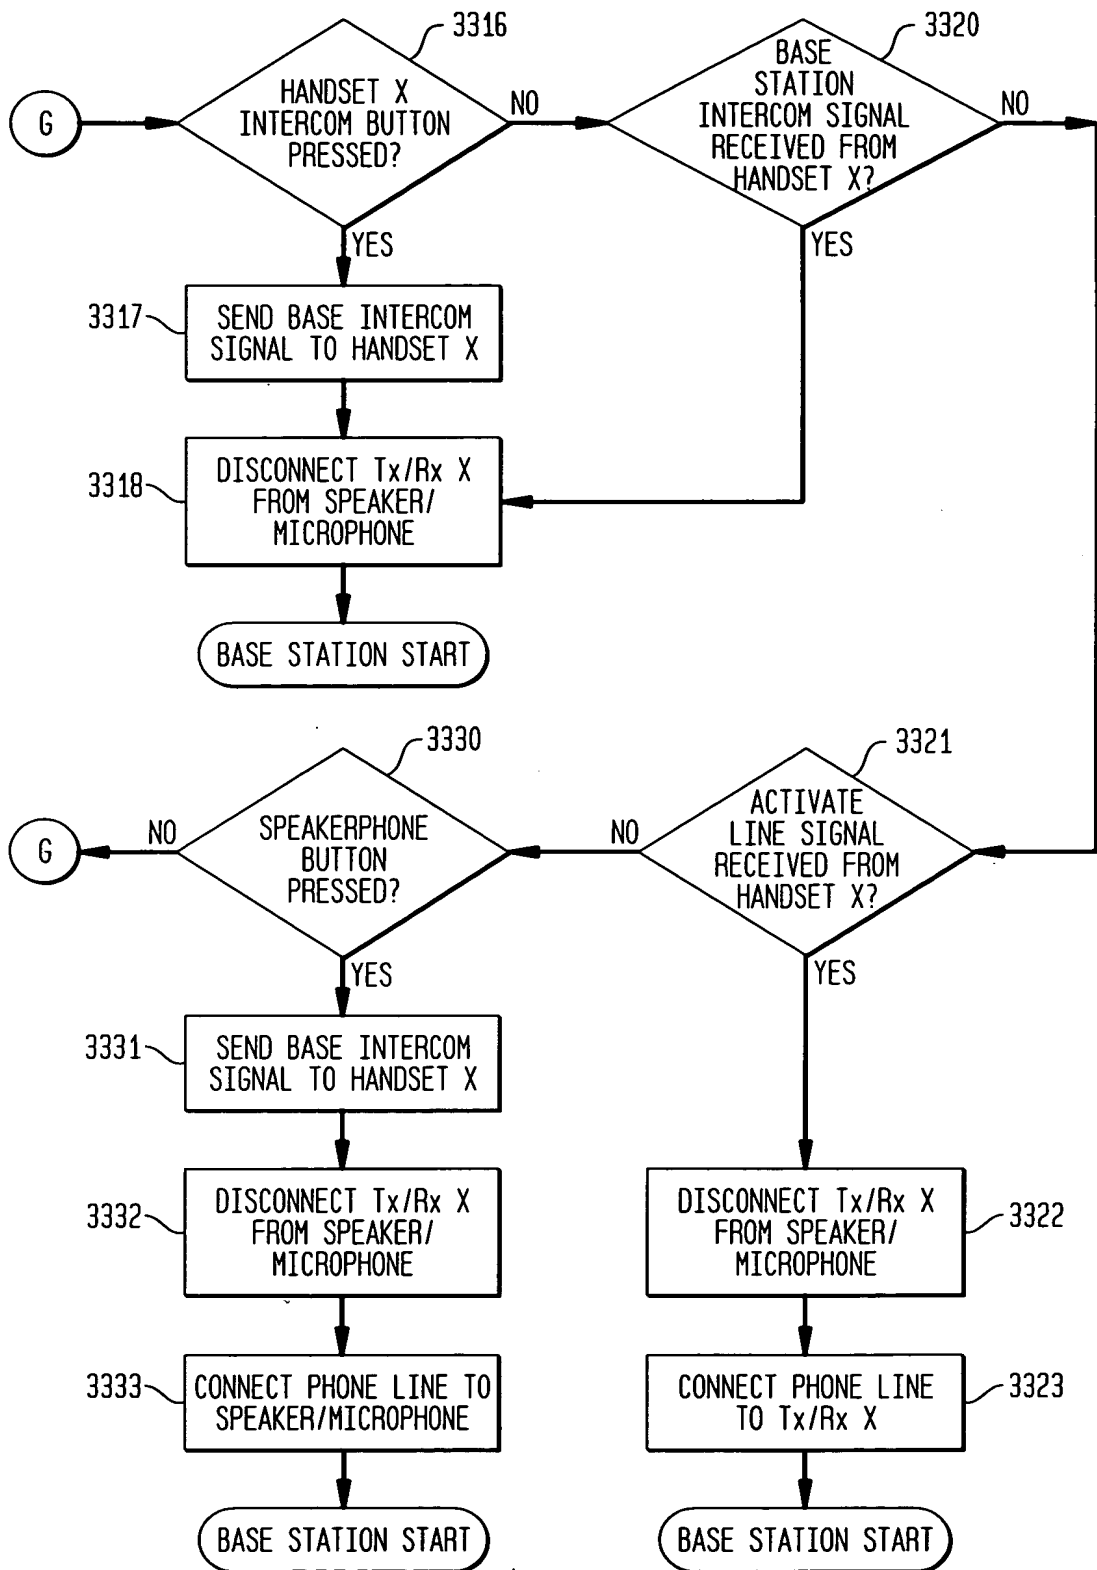 3316
G
HANDSET X
INTERCOM BUTTON
PRESSED?
NO
YES
3320
BASE
STATION
INTERCOM SIGNAL
RECEIVED FROM
HANDSET X?
NO
YES
3317
SEND BASE INTERCOM
SIGNAL TO HANDSET X
3318
DISCONNECT Tx/Rx X
FROM SPEAKER/
MICROPHONE
BASE STATION START
3321
ACTIVATE
LINE SIGNAL
RECEIVED FROM
HANDSET X?
NO
YES
3330
SPEAKERPHONE
BUTTON
PRESSED?
NO
G
YES
3331
SEND BASE INTERCOM
SIGNAL TO HANDSET X
3332
DISCONNECT Tx/Rx X
FROM SPEAKER/
MICROPHONE
3333
CONNECT PHONE LINE TO
SPEAKER/MICROPHONE
BASE STATION START
3322
DISCONNECT Tx/Rx X
FROM SPEAKER/
MICROPHONE
3323
CONNECT PHONE LINE
TO Tx/Rx X
BASE STATION START